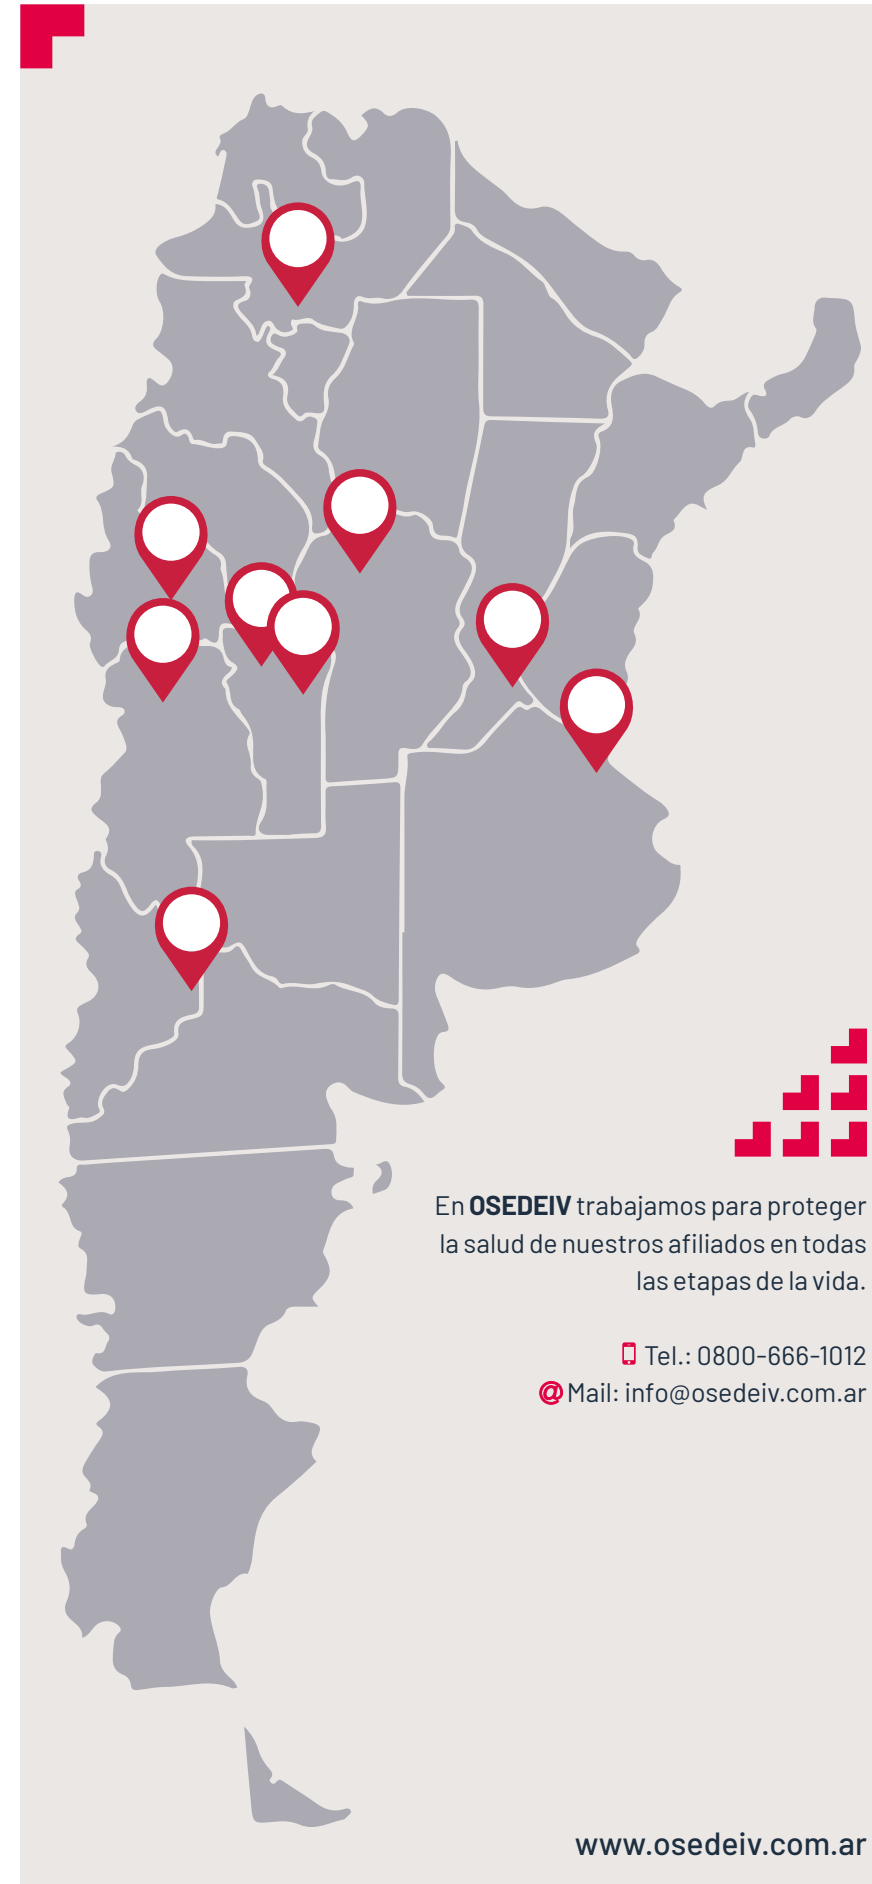 En OSEDEIV trabajamos para proteger
la salud de nuestros afiliados en todas
las etapas de la vida.
Tel.: 0800-666-1012
@Mail: info@osedeiv.com.ar
www.osedeiv.com.ar